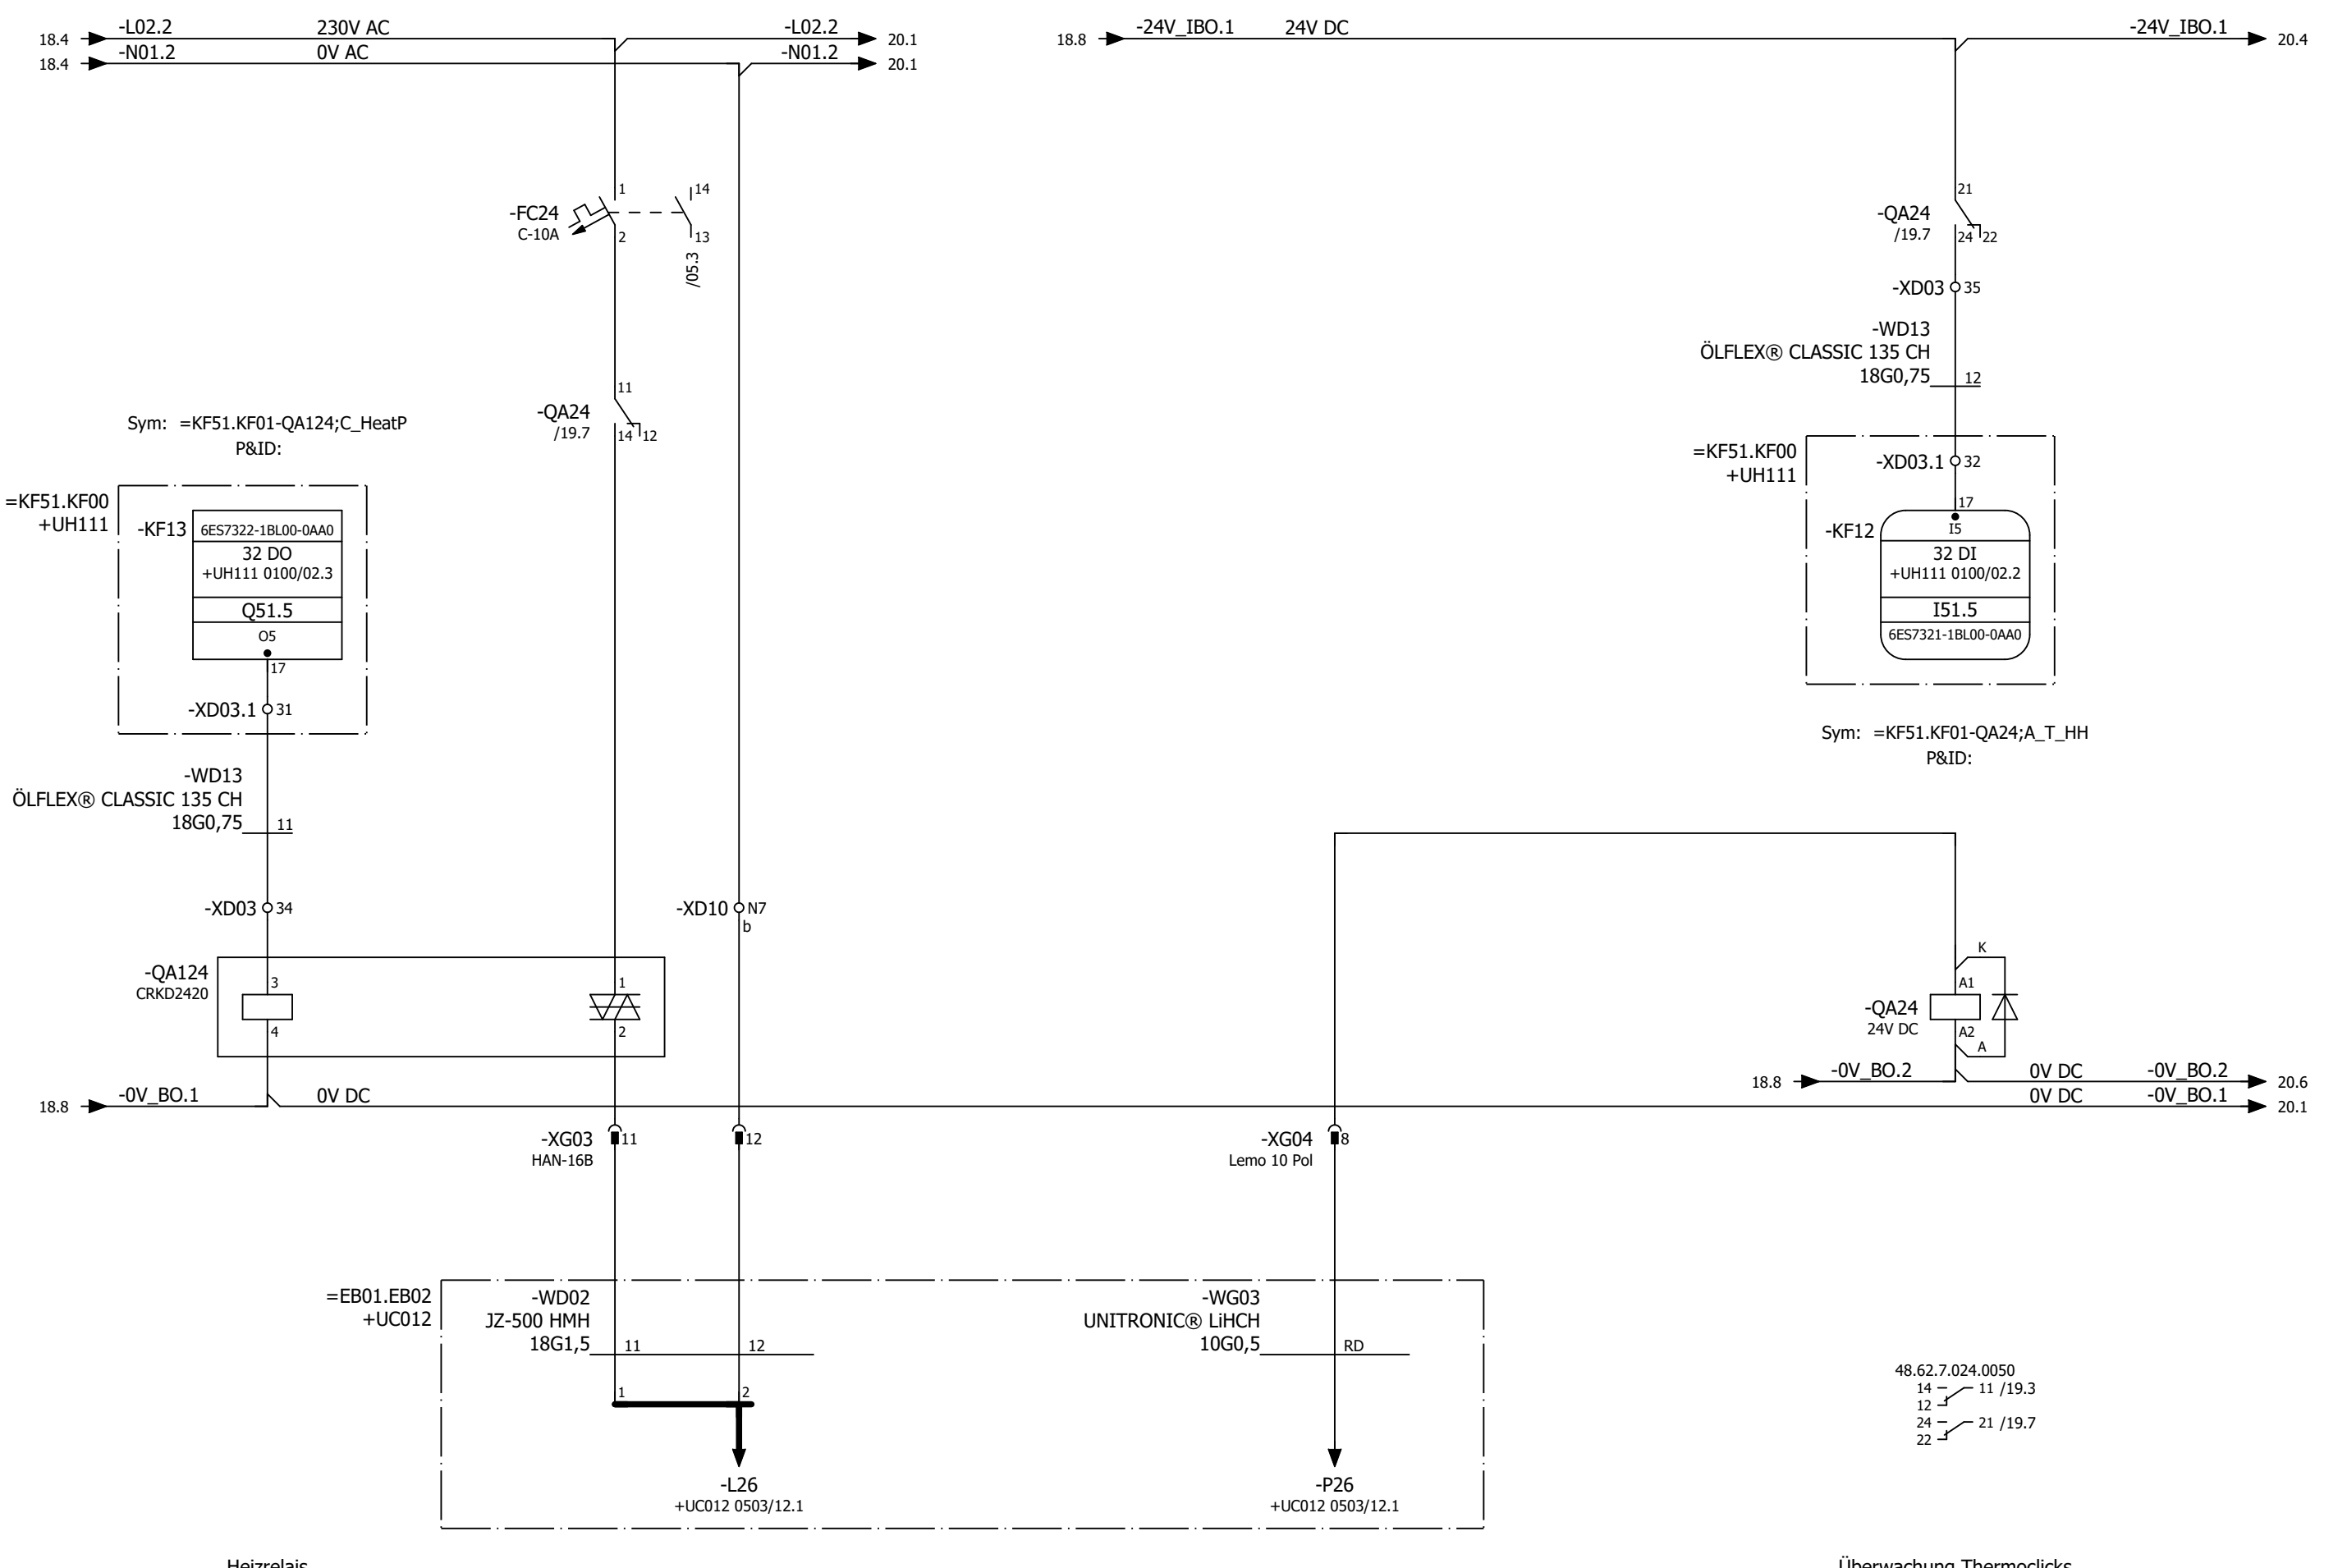 -L02.2 230V AC -L02.2
18.4 20.1
-N01.2 0V AC -N01.2
18.4 20.1
-24V_IBO.1 24V DC -24V_IBO.1
18.8 20.4
1 14
-FC24
C-10A
2 13
/05.3
21
-QA24
/19.7
24 22
-XD03 35
-WD13
ÖLFLEX® CLASSIC 135 CH
18G0,75 12
11
-QA24
/19.7
14 12
Sym: =KF51.KF01-QA124;C_HeatP
P&ID:
=KF51.KF00
+UH111
-XD03.1 32
17
=KF51.KF00
+UH111
-KF13 6ES7322-1BL00-0AA0
32 DO
+UH111 0100/02.3
Q51.5
O5
17
-XD03.1 31
-KF12 I5
32 DI
+UH111 0100/02.2
I51.5
6ES7321-1BL00-0AA0
Sym: =KF51.KF01-QA24;A_T_HH
P&ID:
-WD13
ÖLFLEX® CLASSIC 135 CH
18G0,75 11
-XD03 34
-XD10 N7
b
-QA124
CRKD2420
3
4
1
2
K
A1
-QA24
24V DC
A2
A
18.8 -0V_BO.2 0V DC -0V_BO.2 20.6
18.8 -0V_BO.1 0V DC 0V DC -0V_BO.1 20.1
-XG03 11 12
HAN-16B
-XG04 8
Lemo 10 Pol
=EB01.EB02
+UC012
-WD02
JZ-500 HMH
18G1,5 11 12
-WG03
UNITRONIC® LiHCH
10G0,5 RD
1 2
-L26
+UC012 0503/12.1
-P26
+UC012 0503/12.1
48.62.7.024.0050
14 11 /19.3
12
24 21 /19.7
22
Heizrelais
Überwachung Thermoclicks